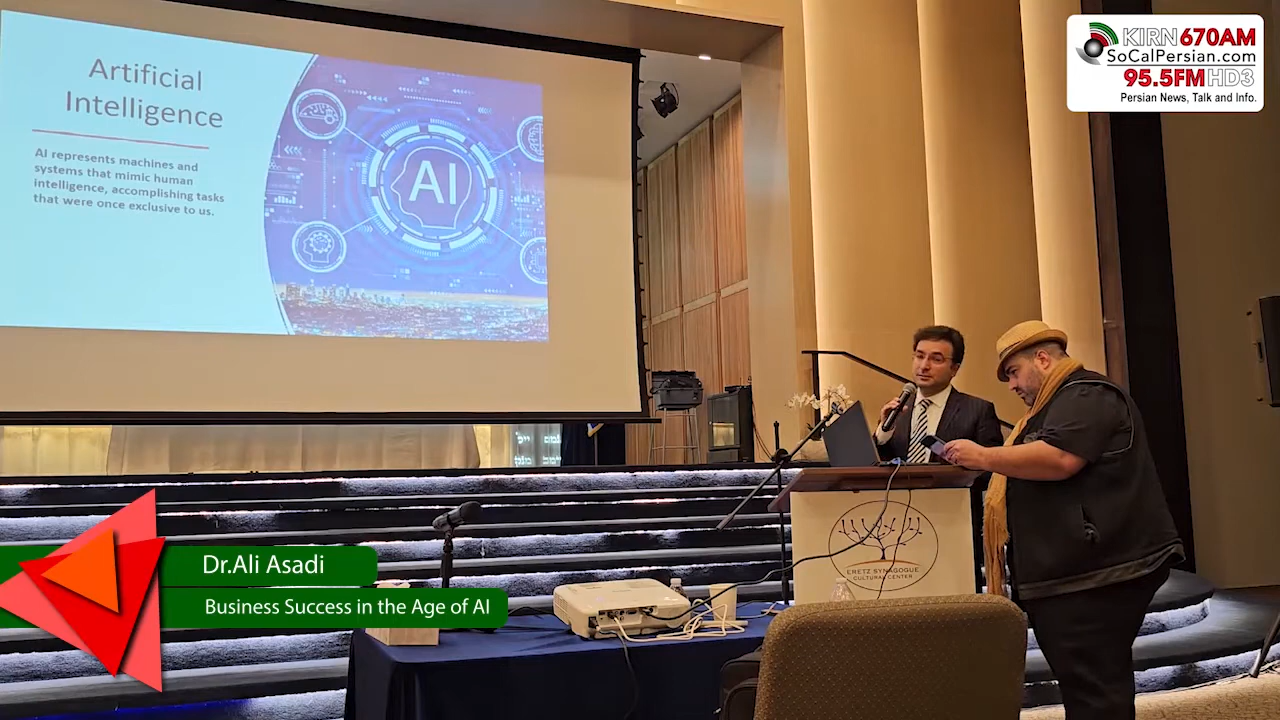 Artificial
Intelligence
AI represents machines and
systems that mimic human
intelligence, accomplishing tasks
that were once exclusive to us.
AI
KIRN 670AM
SoCalPersian.com
95.5FM HD3
Persian News, Talk and Info.
ERETZ SYNAGOGUE
CULTURAL CENTER
Dr.Ali Asadi
Business Success in the Age of AI